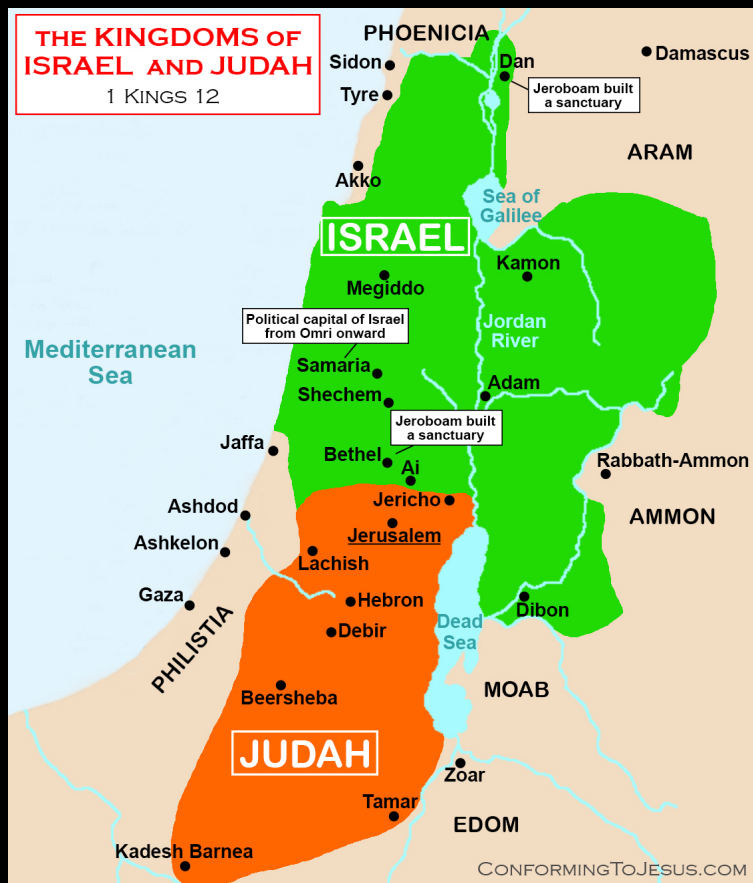 THE KINGDOMS OF
ISRAEL AND JUDAH
1 KINGS 12
PHOENICIA
Sidon
Dan
Damascus
Tyre
Jeroboam built
a sanctuary
ARAM
Akko
Sea of
Galilee
ISRAEL
Kamon
Megiddo
Political capital of Israel
from Omri onward
Jordan
River
Mediterranean
Sea
Samaria
Adam
Shechem
Jeroboam built
a sanctuary
Jaffa
Bethel
Ai
Rabbath-Ammon
Jericho
Ashdod
AMMON
Jerusalem
Ashkelon
Lachish
Gaza
Hebron
Dibon
Debir
Dead
Sea
PHILISTIA
MOAB
Beersheba
JUDAH
Zoar
Tamar
EDOM
Kadesh Barnea
CONFORMINGTOJESUS.COM